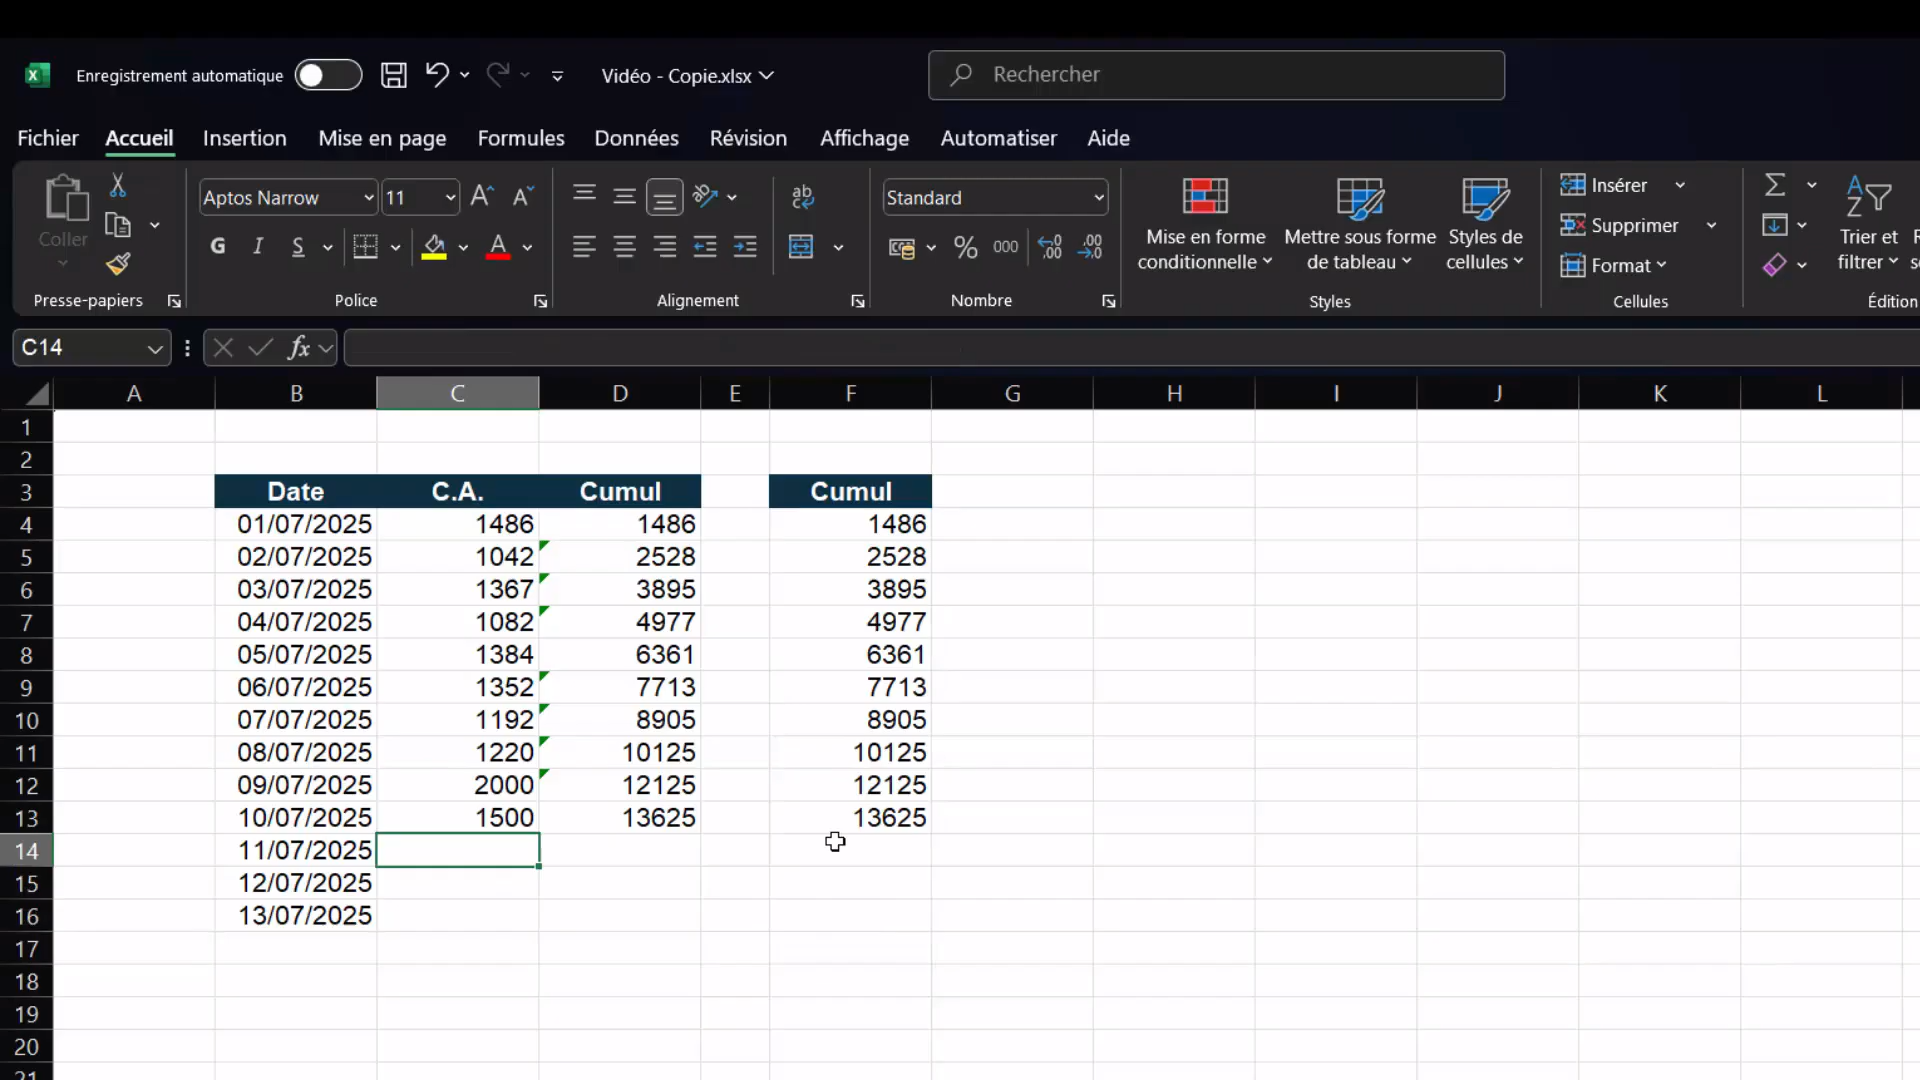 Enregistrement automatique Vidéo - Copie.xlsx Rechercher
Fichier Accueil Insertion Mise en page Formules Données Révision Affichage Automatiser Aide
Coller
Aptos Narrow 11
G I S
ab
Standard
% 000
Mise en forme conditionnelle
Mettre sous forme de tableau
Styles de cellules
Insérer
Supprimer
Format
Trier et filtrer
Presse-papiers Police Alignement Nombre Styles Cellules Édition
C14 fx
A B C D E F G H I J K L
1
2
3 Date C.A. Cumul Cumul
4 01/07/2025 1486 1486 1486
5 02/07/2025 1042 2528 2528
6 03/07/2025 1367 3895 3895
7 04/07/2025 1082 4977 4977
8 05/07/2025 1384 6361 6361
9 06/07/2025 1352 7713 7713
10 07/07/2025 1192 8905 8905
11 08/07/2025 1220 10125 10125
12 09/07/2025 2000 12125 12125
13 10/07/2025 1500 13625 13625
14 11/07/2025
15 12/07/2025
16 13/07/2025
17
18
19
20
21